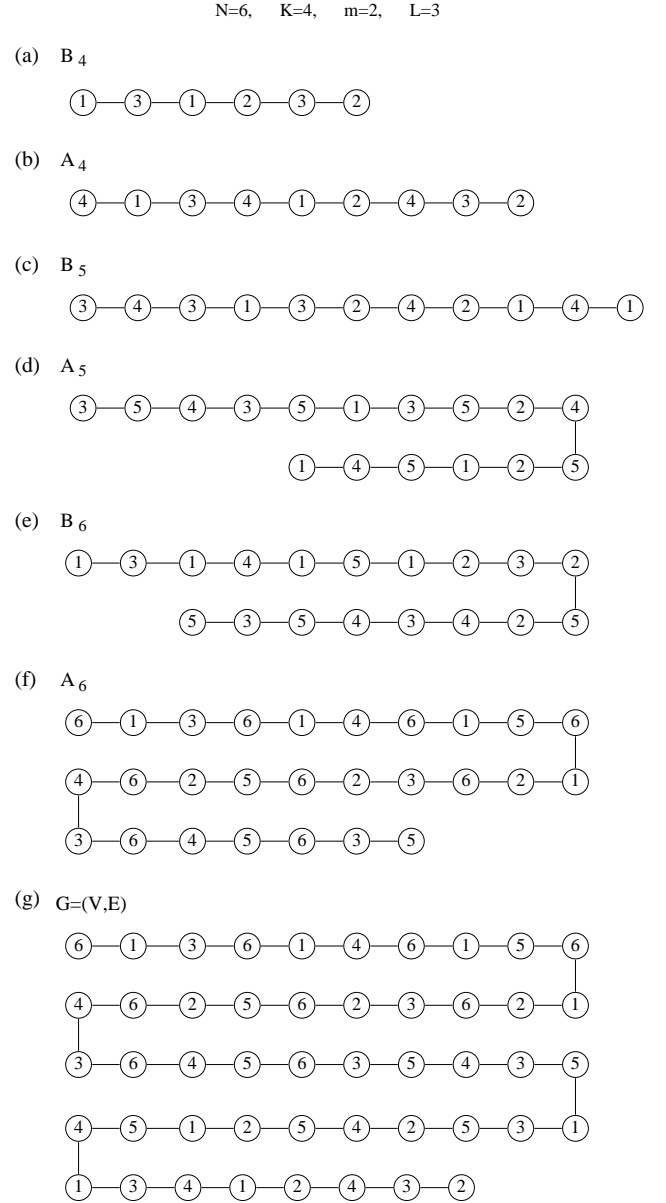 N=6, K=4, m=2, L=3
(a) B 4
1 3 1 2 3 2
(b) A 4
4 1 3 4 1 2 4 3 2
(c) B 5
3 4 3 1 3 2 4 2 1 4 1
(d) A 5
3 5 4 3 5 1 3 5 2 4
1 4 5 1 2 5
(e) B 6
1 3 1 4 1 5 1 2 3 2
5 3 5 4 3 4 2 5
(f) A 6
6 1 3 6 1 4 6 1 5 6
4 6 2 5 6 2 3 6 2 1
3 6 4 5 6 3 5
(g) G=(V,E)
6 1 3 6 1 4 6 1 5 6
4 6 2 5 6 2 3 6 2 1
3 6 4 5 6 3 5 4 3 5
4 5 1 2 5 4 2 5 3 1
1 3 4 1 2 4 3 2